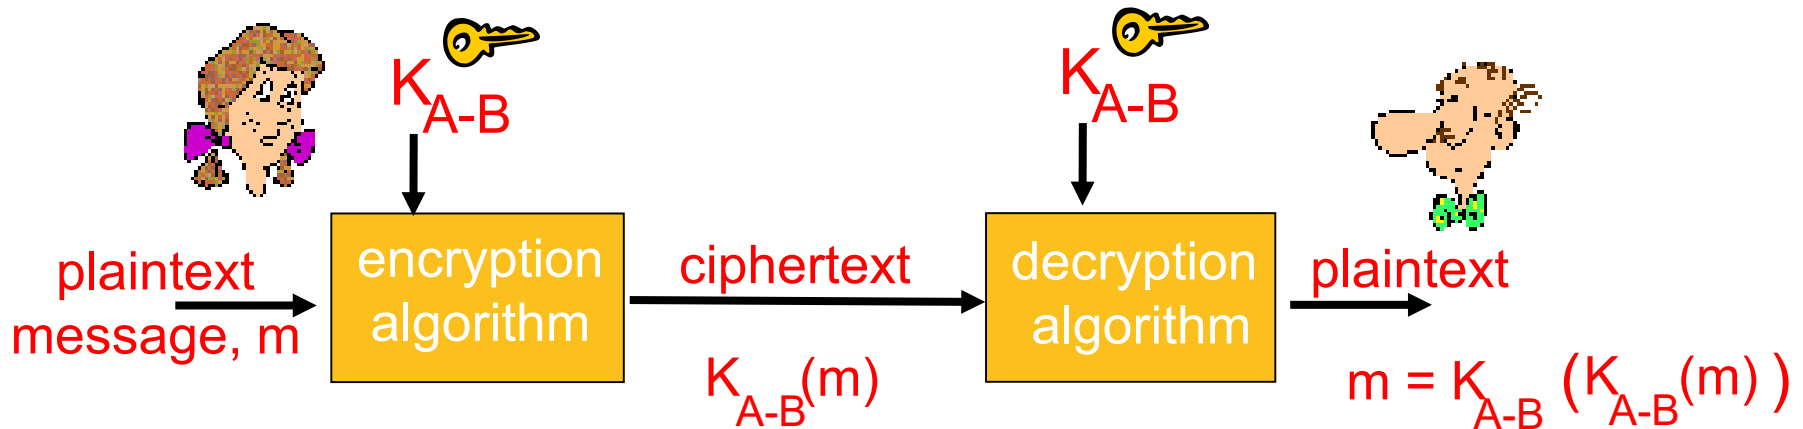 K A-B
K A-B
plaintext
message, m
encryption
algorithm
ciphertext
K A-B (m)
decryption
algorithm
plaintext
m = K A-B (K A-B (m))